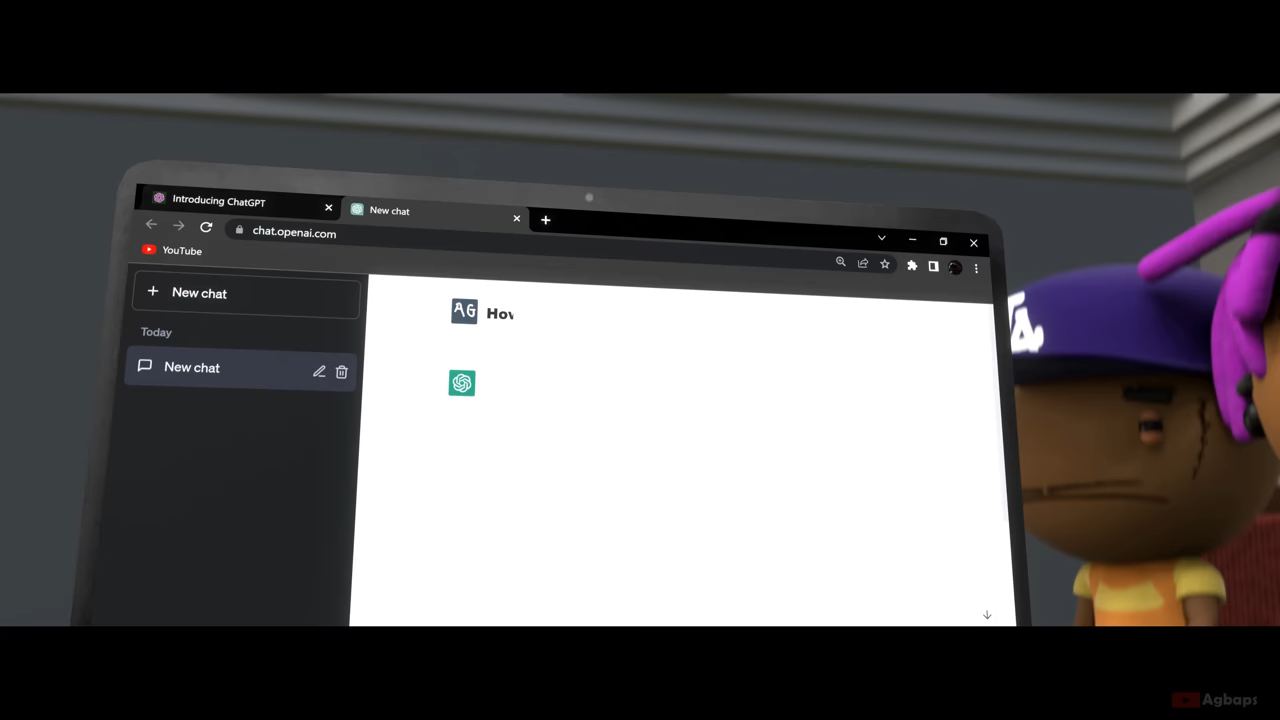 Introducing ChatGPT
New chat
chat.openai.com
YouTube
New chat
Today
New chat
AG
Hov
Agbaps